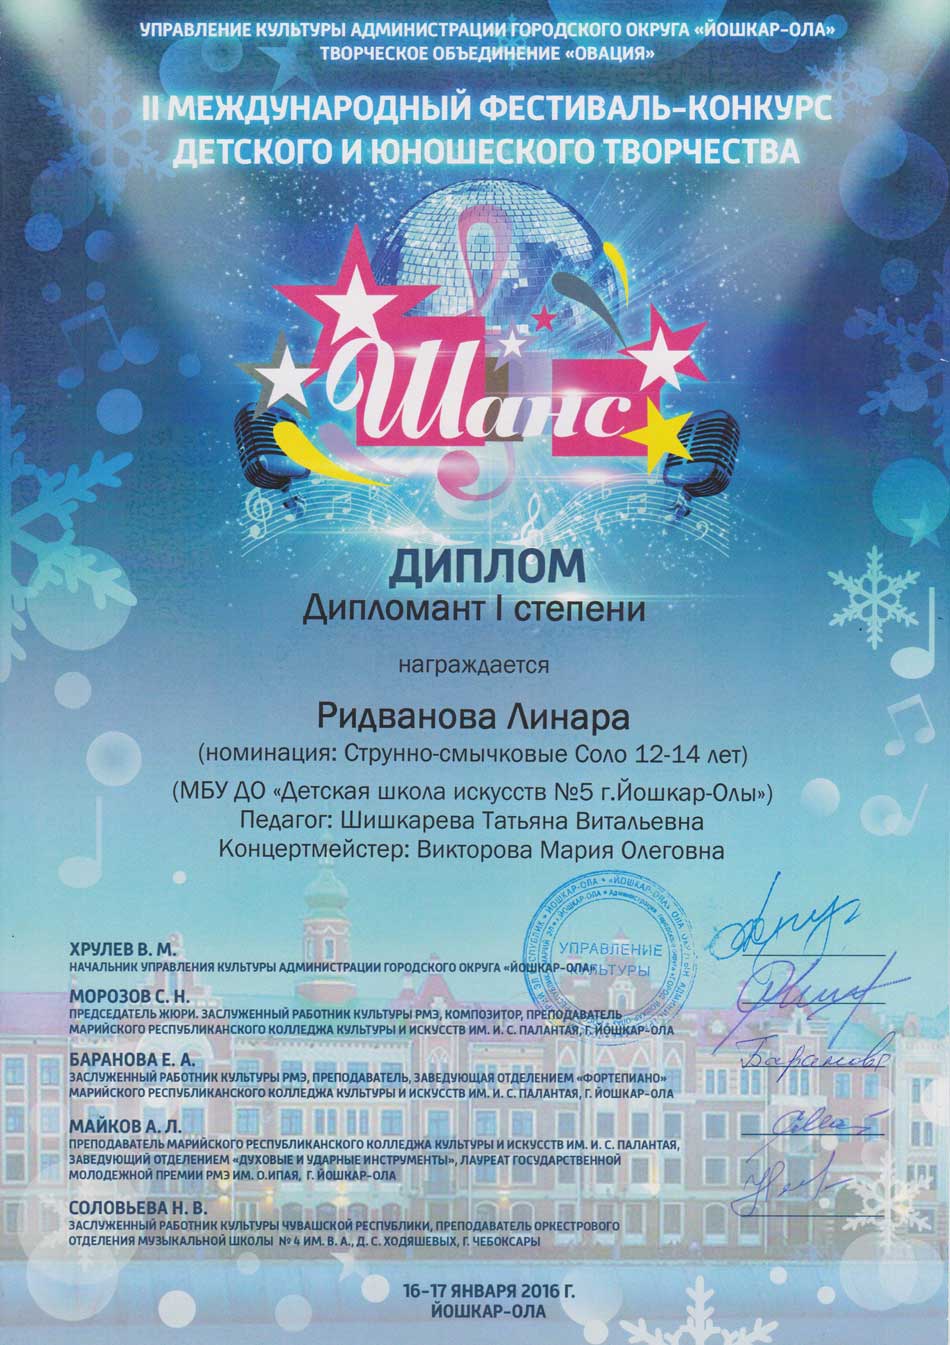 УПРАВЛЕНИЕ КУЛЬТУРЫ АДМИНИСТРАЦИИ ГОРОДСКОГО ОКРУГА «ЙОШКАР-ОЛА»
ТВОРЧЕСКОЕ ОБЪЕДИНЕНИЕ «ОВАЦИЯ»
II МЕЖДУНАРОДНЫЙ ФЕСТИВАЛЬ-КОНКУРС
ДЕТСКОГО И ЮНОШЕСКОГО ТВОРЧЕСТВА
Шанс
ДИПЛОМ
Дипломант I степени
награждается
Ридванова Линара
(номинация: Струнно-смычковые Соло 12-14 лет)
(МБУ ДО «Детская школа искусств №5 г.Йошкар-Олы»)
Педагог: Шишкарева Татьяна Витальевна
Концертмейстер: Викторова Мария Олеговна
УПРАВЛЕНИЕ
КУЛЬТУРЫ
ХРУЛЕВ В. М.
НАЧАЛЬНИК УПРАВЛЕНИЯ КУЛЬТУРЫ АДМИНИСТРАЦИИ ГОРОДСКОГО ОКРУГА «ЙОШКАР-ОЛА»
МОРОЗОВ С. Н.
ПРЕДСЕДАТЕЛЬ ЖЮРИ. ЗАСЛУЖЕННЫЙ РАБОТНИК КУЛЬТУРЫ РМЭ, КОМПОЗИТОР, ПРЕПОДАВАТЕЛЬ
МАРИЙСКОГО РЕСПУБЛИКАНСКОГО КОЛЛЕДЖА КУЛЬТУРЫ И ИСКУССТВ ИМ. И. С. ПАЛАНТАЯ, Г. ЙОШКАР-ОЛА
БАРАНОВА Е. А.
ЗАСЛУЖЕННЫЙ РАБОТНИК КУЛЬТУРЫ РМЭ, ПРЕПОДАВАТЕЛЬ, ЗАВЕДУЮЩАЯ ОТДЕЛЕНИЕМ «ФОРТЕПИАНО»
МАРИЙСКОГО РЕСПУБЛИКАНСКОГО КОЛЛЕДЖА КУЛЬТУРЫ И ИСКУССТВ ИМ. И. С. ПАЛАНТАЯ, Г. ЙОШКАР-ОЛА
МАЙКОВ А. Л.
ПРЕПОДАВАТЕЛЬ МАРИЙСКОГО РЕСПУБЛИКАНСКОГО КОЛЛЕДЖА КУЛЬТУРЫ И ИСКУССТВ ИМ. И. С. ПАЛАНТАЯ,
ЗАВЕДУЮЩИЙ ОТДЕЛЕНИЕМ «ДУХОВЫЕ И УДАРНЫЕ ИНСТРУМЕНТЫ», ЛАУРЕАТ ГОСУДАРСТВЕННОЙ
МОЛОДЕЖНОЙ ПРЕМИИ РМЭ ИМ. О.ИПАЯ, Г. ЙОШКАР-ОЛА
СОЛОВЬЕВА Н. В.
ЗАСЛУЖЕННЫЙ РАБОТНИК КУЛЬТУРЫ ЧУВАШСКОЙ РЕСПУБЛИКИ, ПРЕПОДАВАТЕЛЬ ОРКЕСТРОВОГО
ОТДЕЛЕНИЯ МУЗЫКАЛЬНОЙ ШКОЛЫ № 4 ИМ. В. А., Д. С. ХОДЯШЕВЫХ, Г. ЧЕБОКСАРЫ
16-17 ЯНВАРЯ 2016 Г.
ЙОШКАР-ОЛА